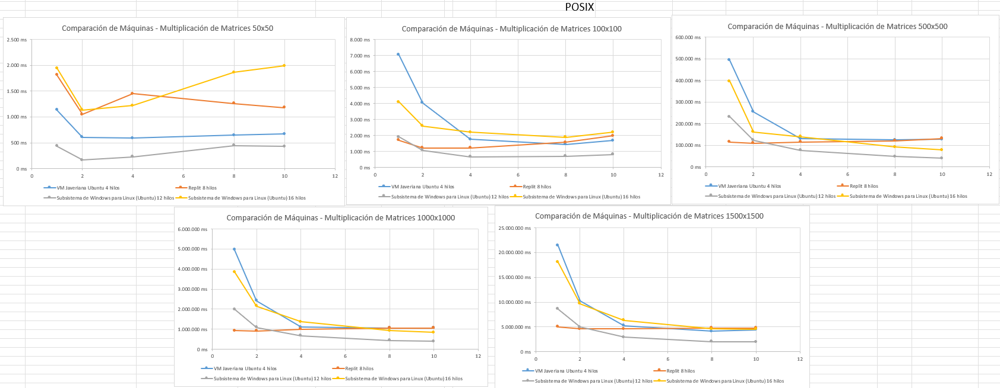 POSIX
Comparación de Máquinas - Multiplicación de Matrices 50x50
2.500 ms
2.000 ms
1.500 ms
1.000 ms
500 ms
0 ms
0 2 4 6 8 10 12
VM Javeriana Ubuntu 4 hilos Replit 8 hilos
Subsistema de Windows para Linux (Ubuntu) 12 hilos Subsistema de Windows para Linux (Ubuntu) 16 hilos
Comparación de Máquinas - Multiplicación de Matrices 100x100
8.000 ms
7.000 ms
6.000 ms
5.000 ms
4.000 ms
3.000 ms
2.000 ms
1.000 ms
0 ms
0 2 4 6 8 10 12
VM Javeriana Ubuntu 4 hilos Replit 8 hilos
Subsistema de Windows para Linux (Ubuntu) 12 hilos Subsistema de Windows para Linux (Ubuntu) 16 hilos
Comparación de Máquinas - Multiplicación de Matrices 500x500
600.000 ms
500.000 ms
400.000 ms
300.000 ms
200.000 ms
100.000 ms
0 ms
0 2 4 6 8 10 12
VM Javeriana Ubuntu 4 hilos Replit 8 hilos
Subsistema de Windows para Linux (Ubuntu) 12 hilos Subsistema de Windows para Linux (Ubuntu) 16 hilos
Comparación de Máquinas - Multiplicación de Matrices 1000x1000
6.000.000 ms
5.000.000 ms
4.000.000 ms
3.000.000 ms
2.000.000 ms
1.000.000 ms
0 ms
0 2 4 6 8 10 12
VM Javeriana Ubuntu 4 hilos Replit 8 hilos
Subsistema de Windows para Linux (Ubuntu) 12 hilos Subsistema de Windows para Linux (Ubuntu) 16 hilos
Comparación de Máquinas - Multiplicación de Matrices 1500x1500
25.000.000 ms
20.000.000 ms
15.000.000 ms
10.000.000 ms
5.000.000 ms
0 ms
0 2 4 6 8 10 12
VM Javeriana Ubuntu 4 hilos Replit 8 hilos
Subsistema de Windows para Linux (Ubuntu) 12 hilos Subsistema de Windows para Linux (Ubuntu) 16 hilos